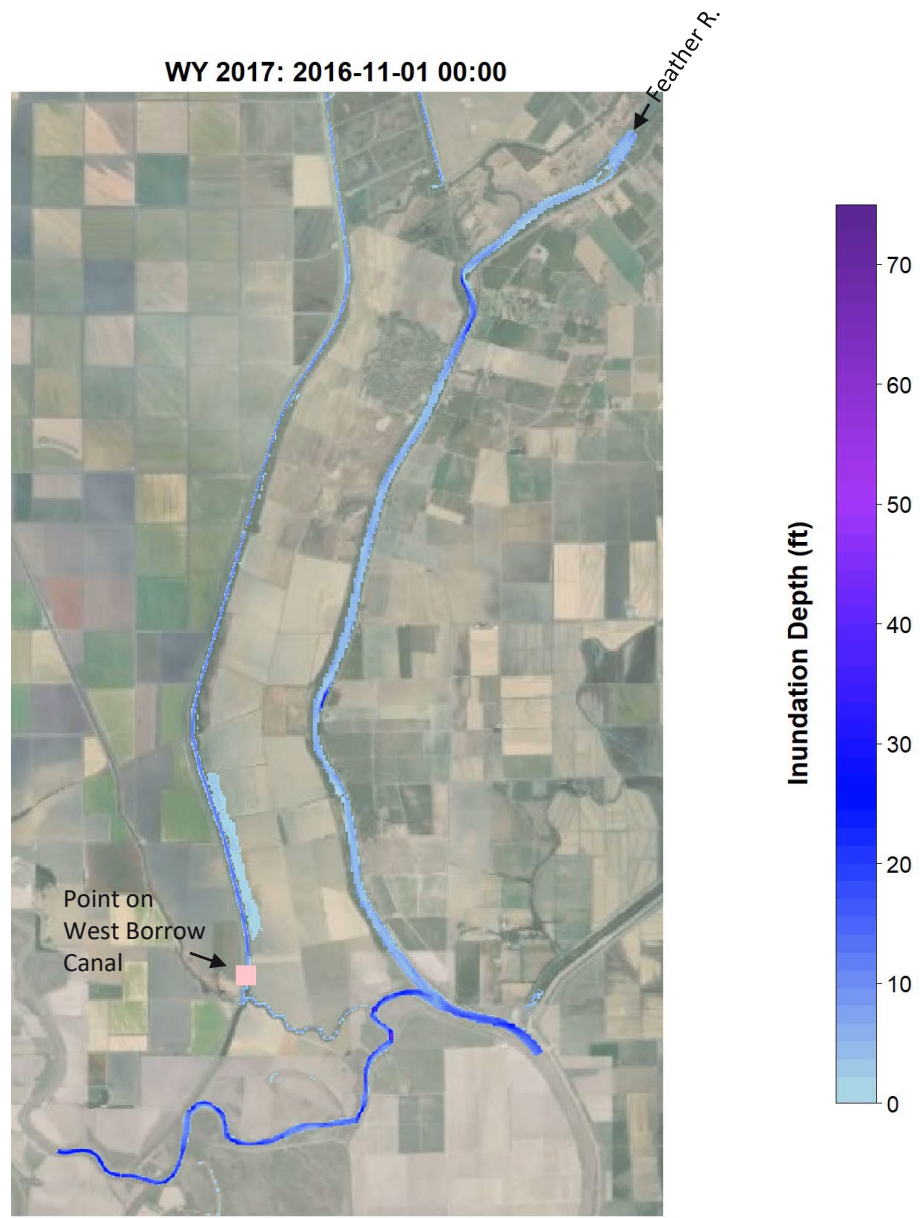 Feather R.
WY 2017: 2016-11-01 00:00
Point on
West Borrow
Canal
Inundation Depth (ft)
70
60
50
40
30
20
10
0